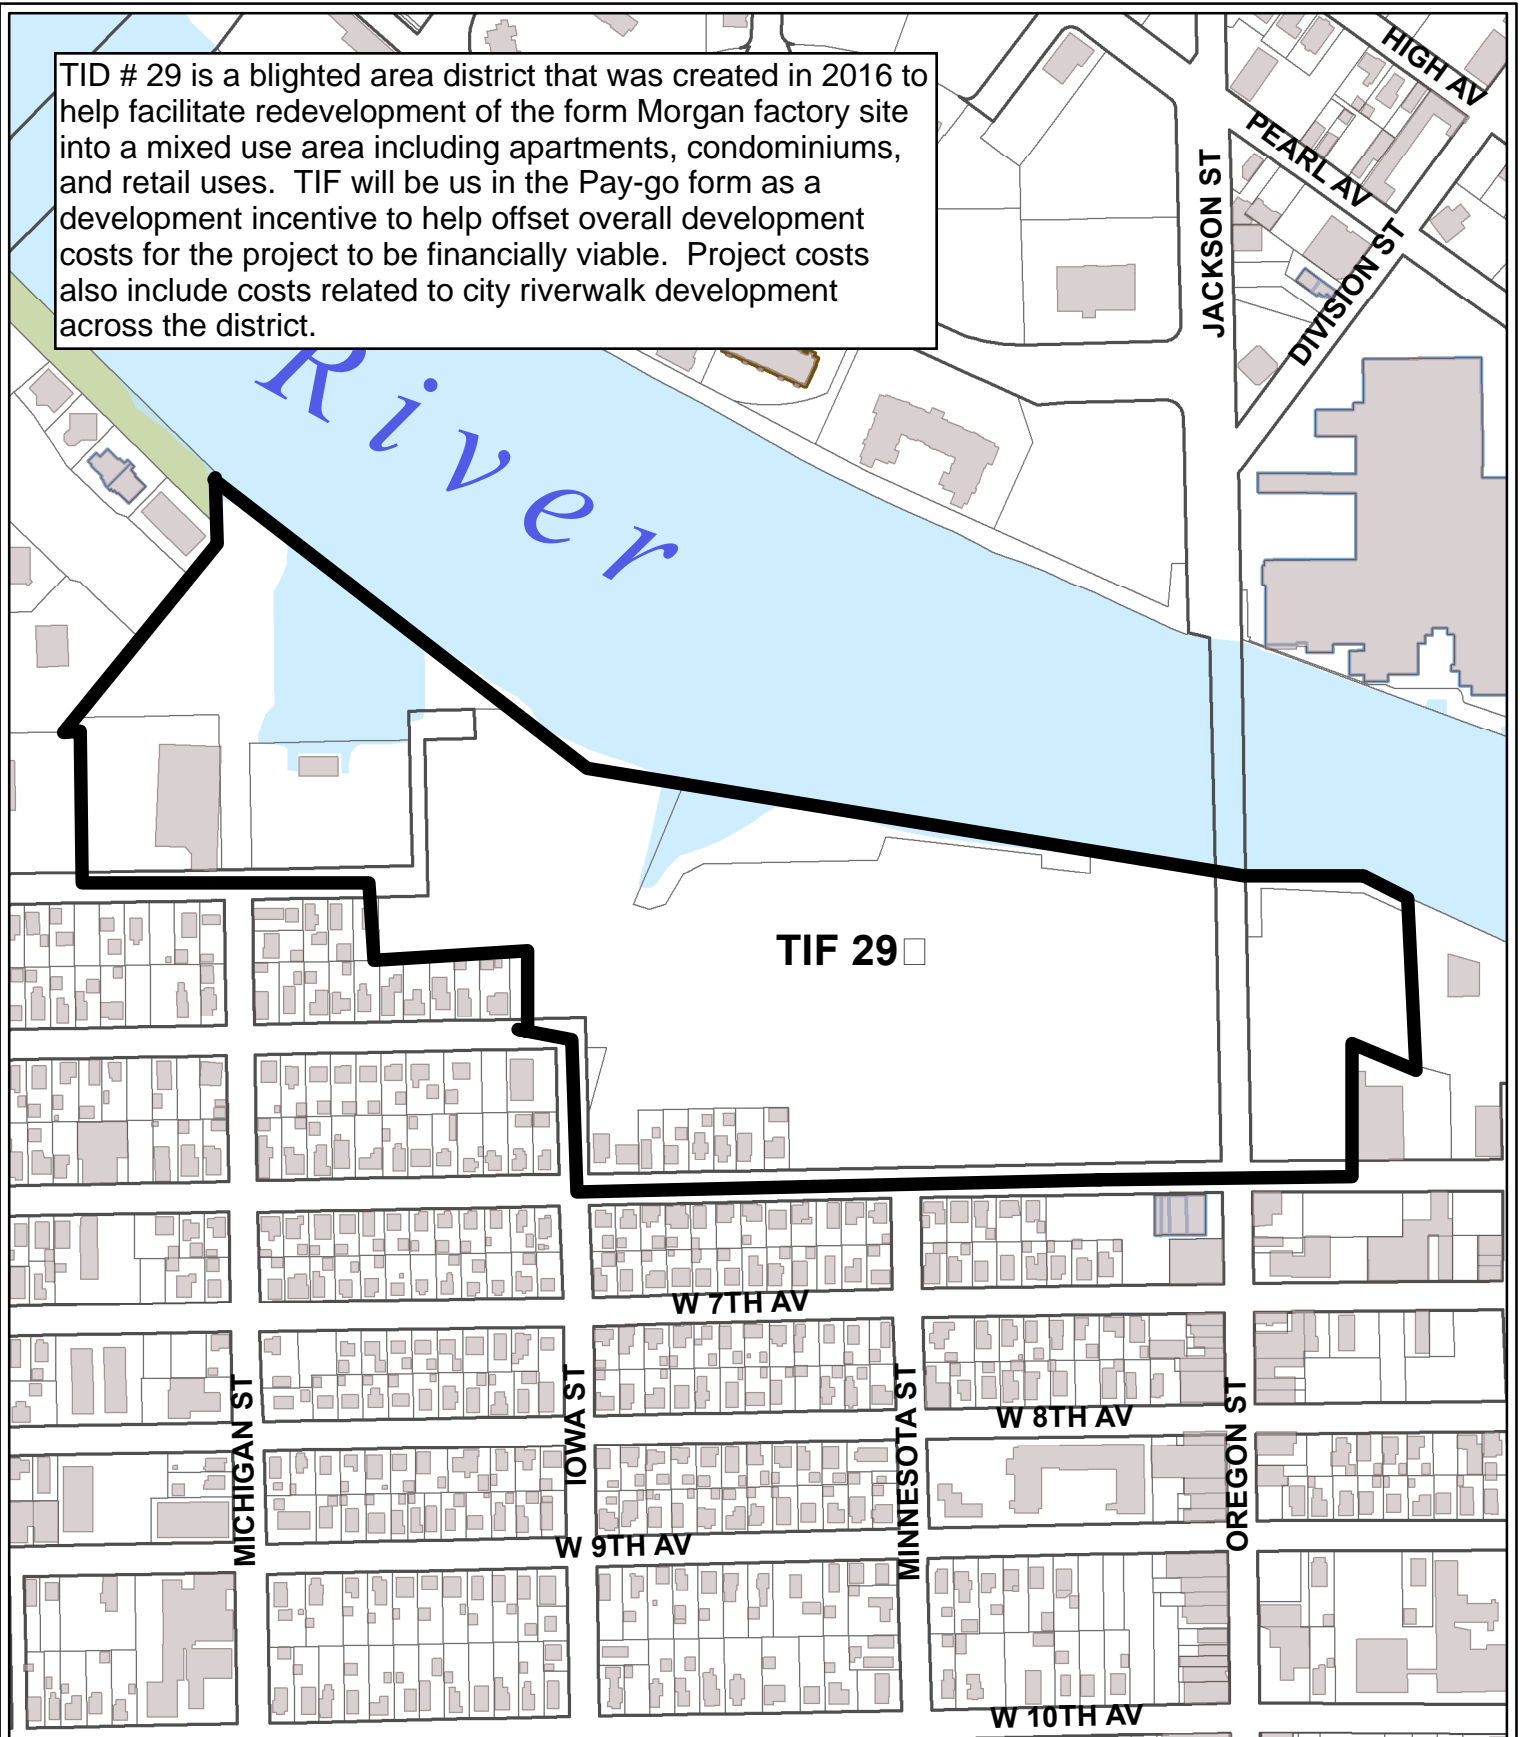 TID # 29 is a blighted area district that was created in 2016 to
help facilitate redevelopment of the form Morgan factory site
into a mixed use area including apartments, condominiums,
and retail uses.  TIF will be us in the Pay-go form as a
development incentive to help offset overall development
costs for the project to be financially viable.  Project costs
also include costs related to city riverwalk development
across the district.
HIGH AV
PEARL AV
JACKSON ST
DIVISION ST
River
TIF 29
W 7TH AV
W 8TH AV
MICHIGAN ST
IOWA ST
MINNESOTA ST
OREGON ST
W 9TH AV
W 10TH AV